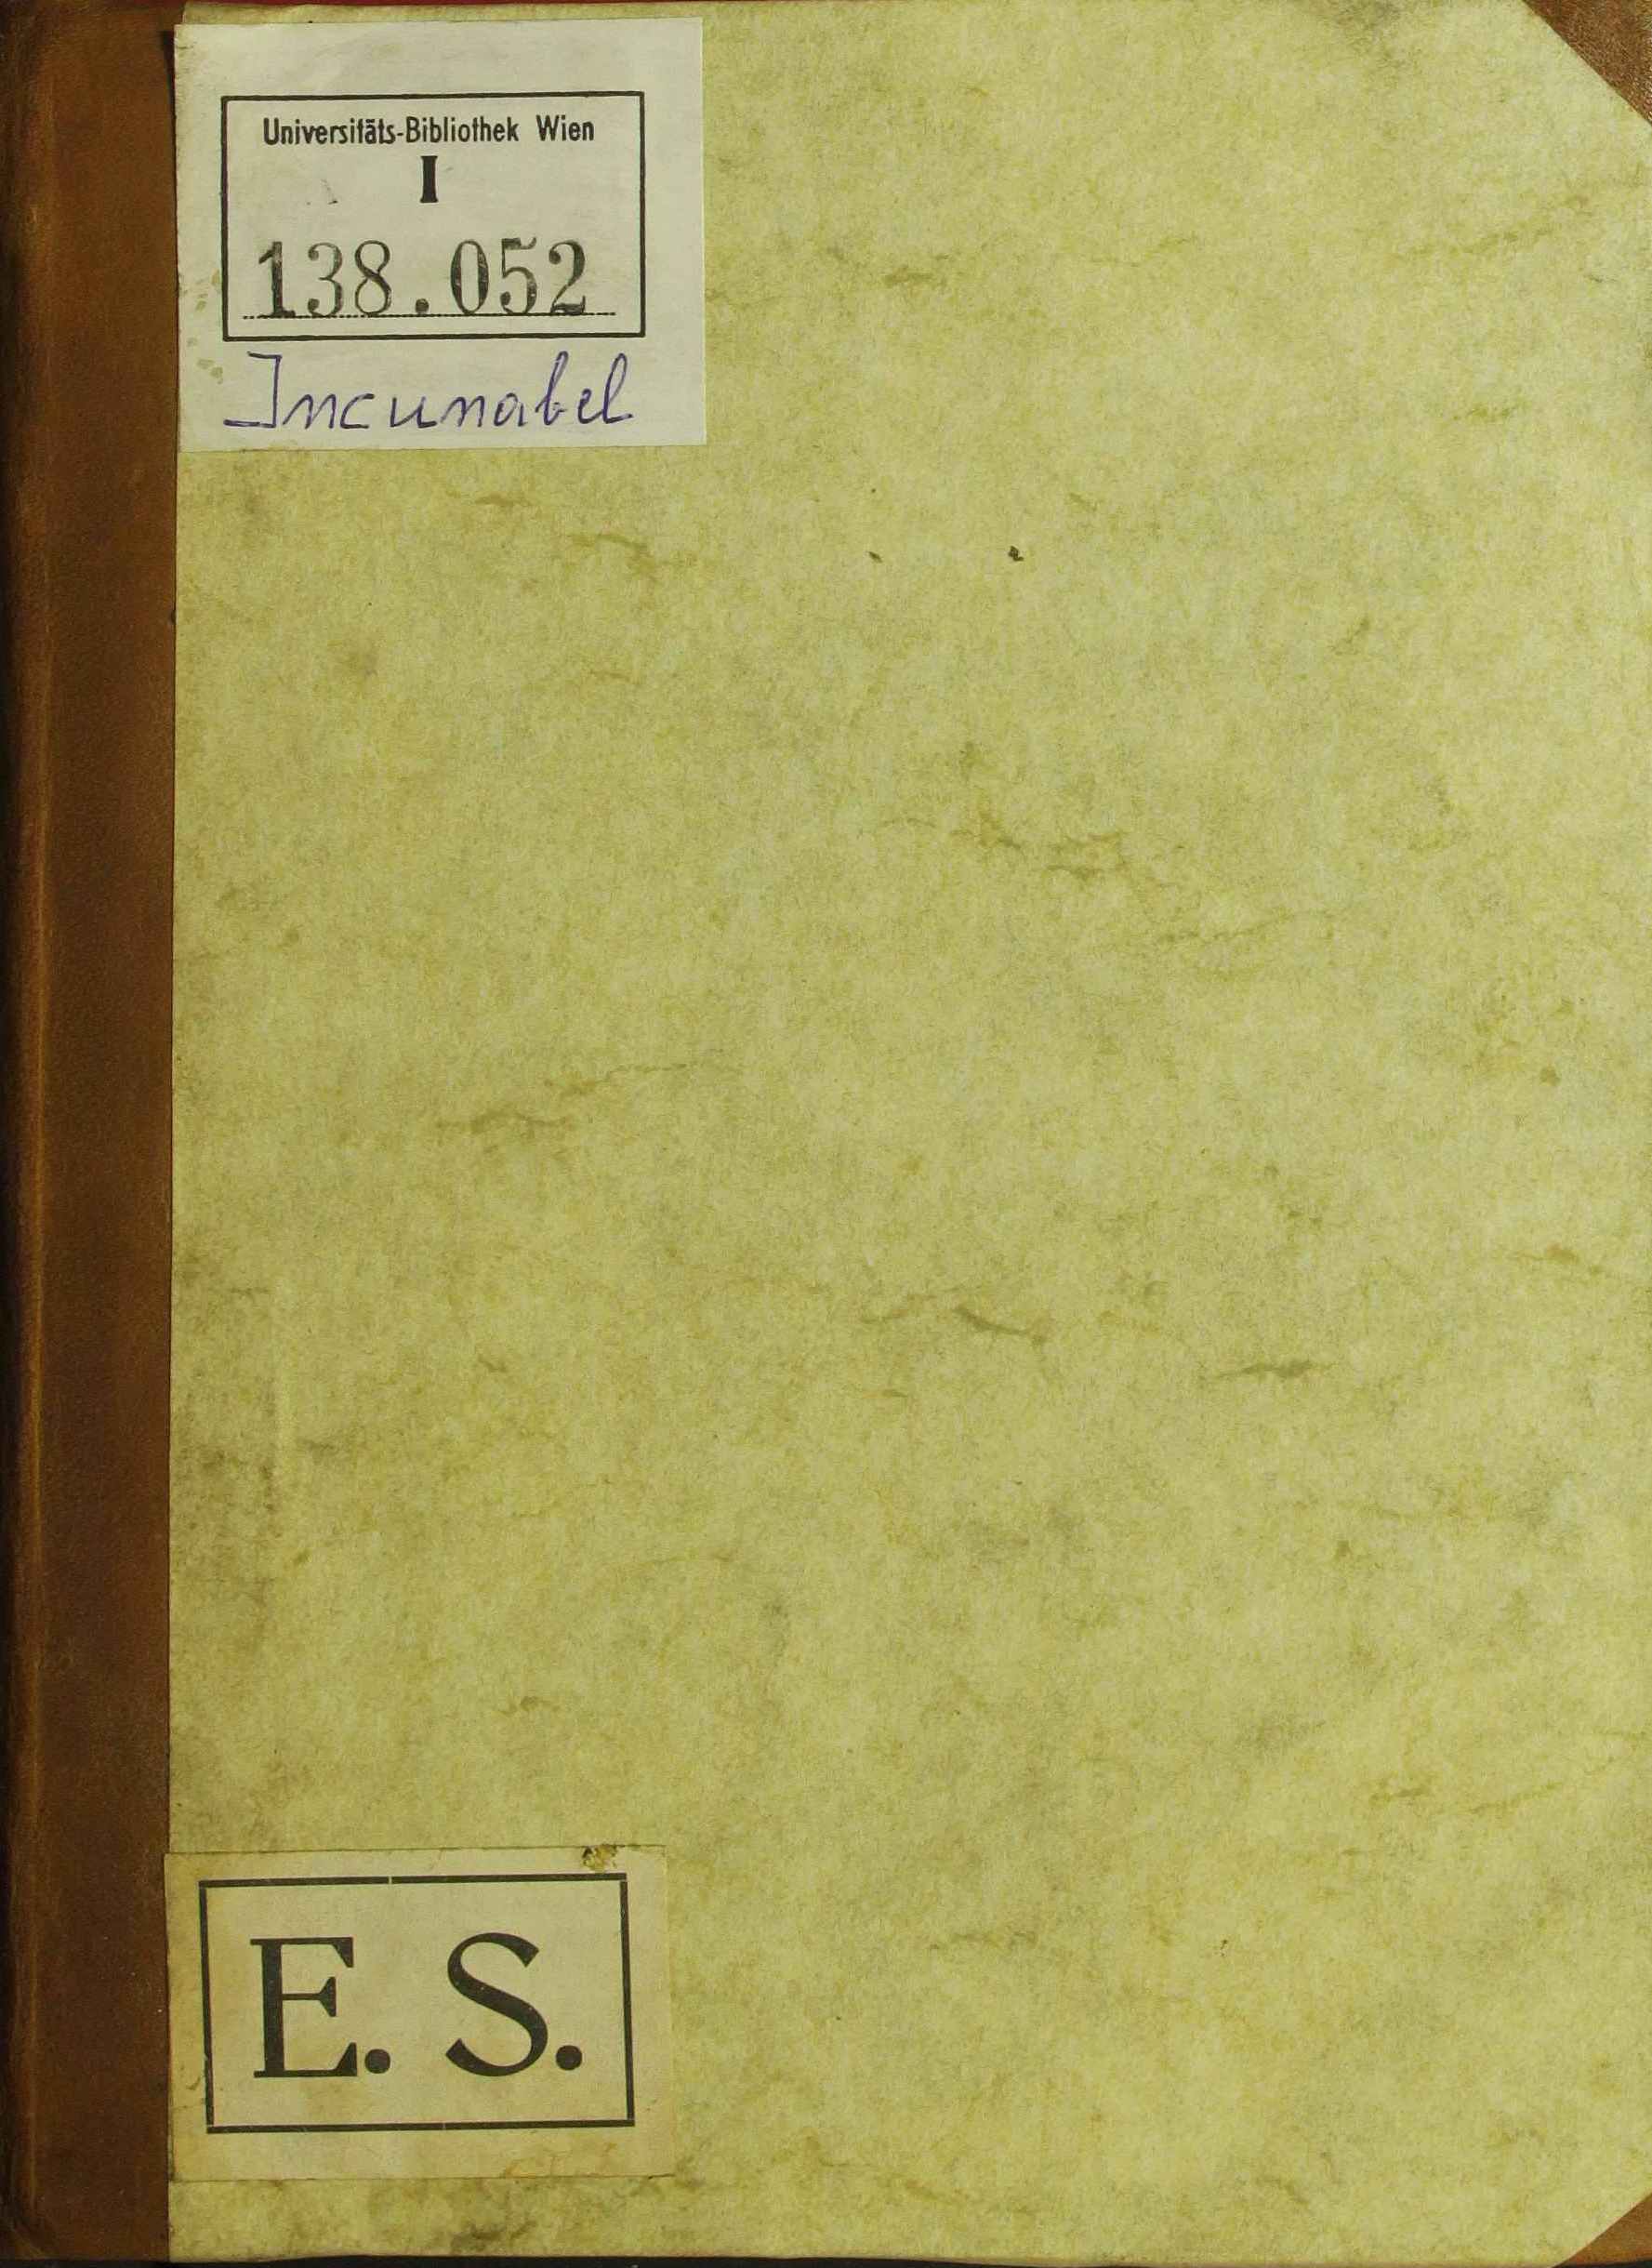 Universitäts-Bibliothek Wien
I
138.052
Incunabel
E. S.